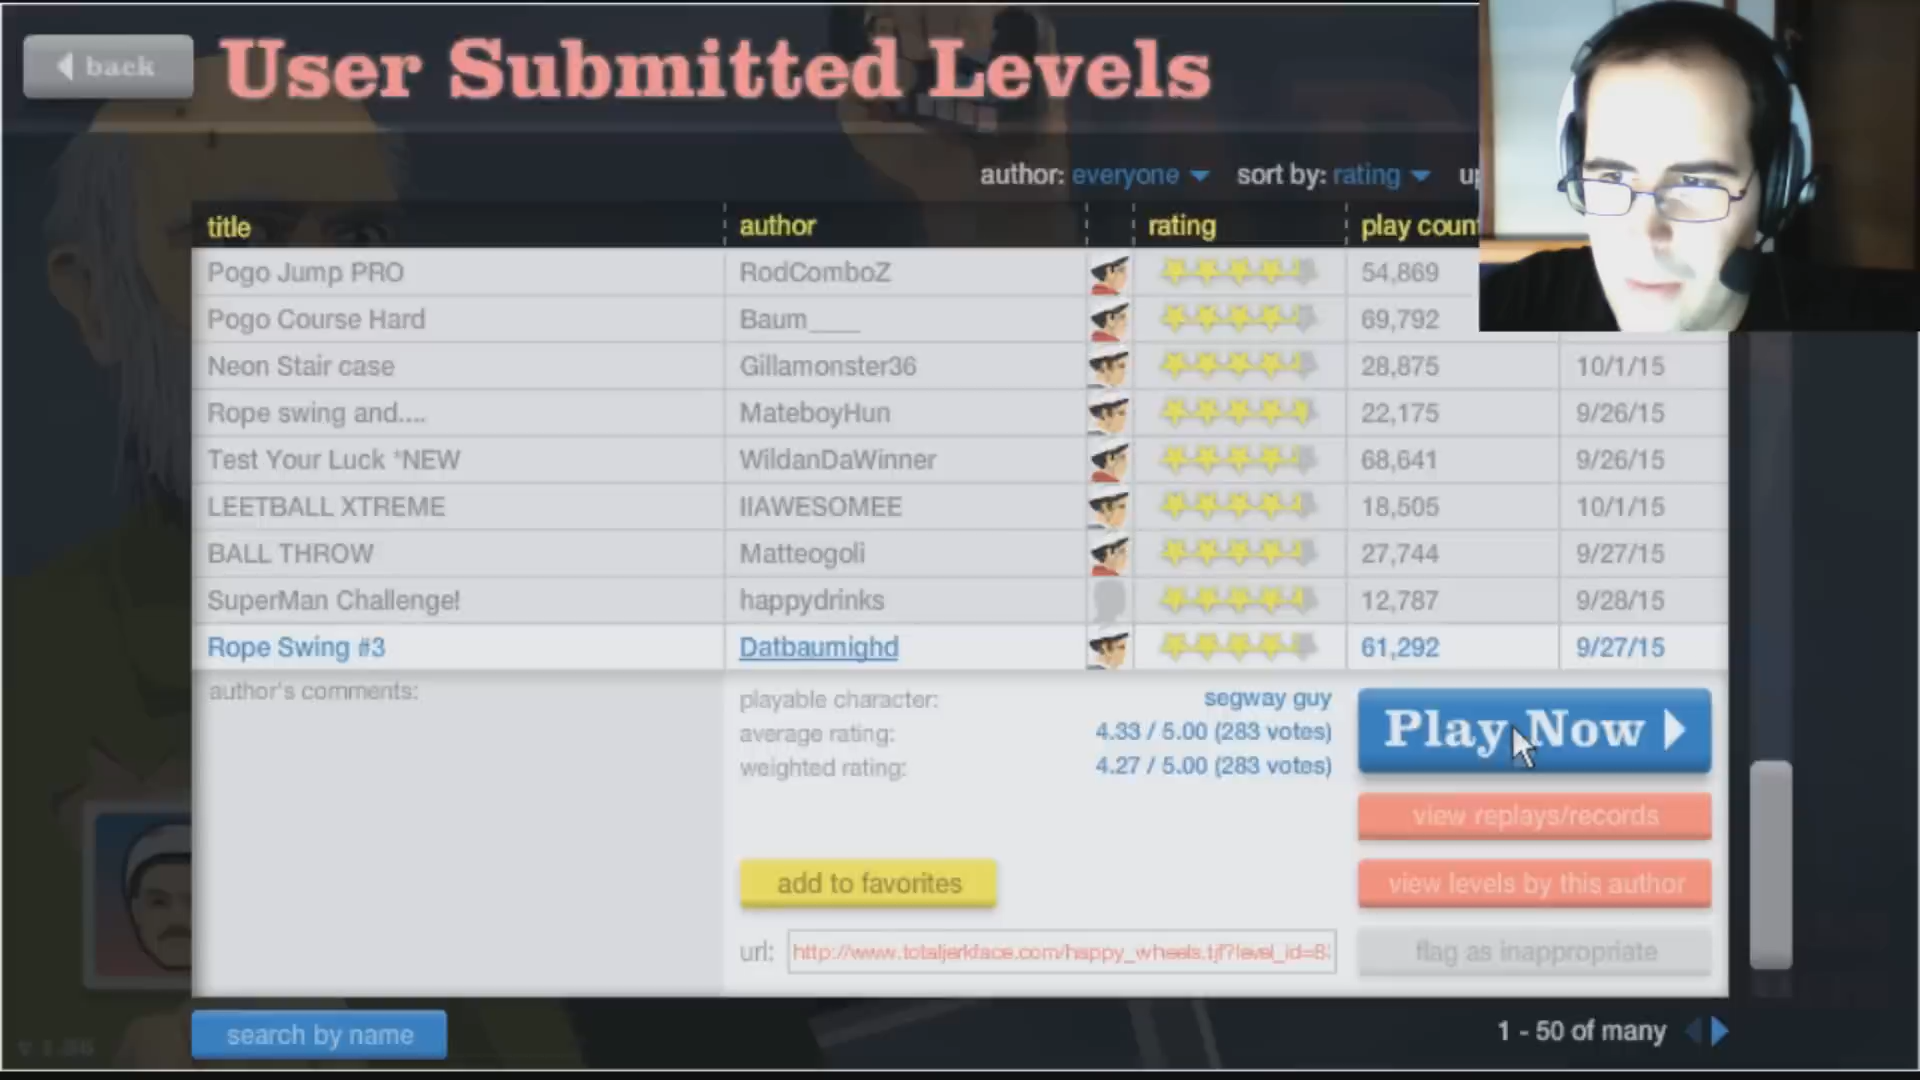 back
User Submitted Levels
author: everyone sort by: rating
title author rating play coun
Pogo Jump PRO RodComboZ 54,869
Pogo Course Hard Baum____ 69,792
Neon Stair case Gillamonster36 28,875 10/1/15
Rope swing and.... MateboyHun 22,175 9/26/15
Test Your Luck *NEW WildanDaWinner 68,641 9/26/15
LEETBALL XTREME IIAWESOMEE 18,505 10/1/15
BALL THROW Matteogoli 27,744 9/27/15
SuperMan Challenge! happydrinks 12,787 9/28/15
Rope Swing #3 Datbaumighd 61,292 9/27/15
author's comments:
playable character: segway guy
average rating: 4.33 / 5.00 (283 votes)
weighted rating: 4.27 / 5.00 (283 votes)
Play Now
view replays/records
add to favorites
view levels by this author
url: http://www.totaljerkface.com/happy_wheels.tjf?level_id=8
flag as inappropriate
search by name
1 - 50 of many